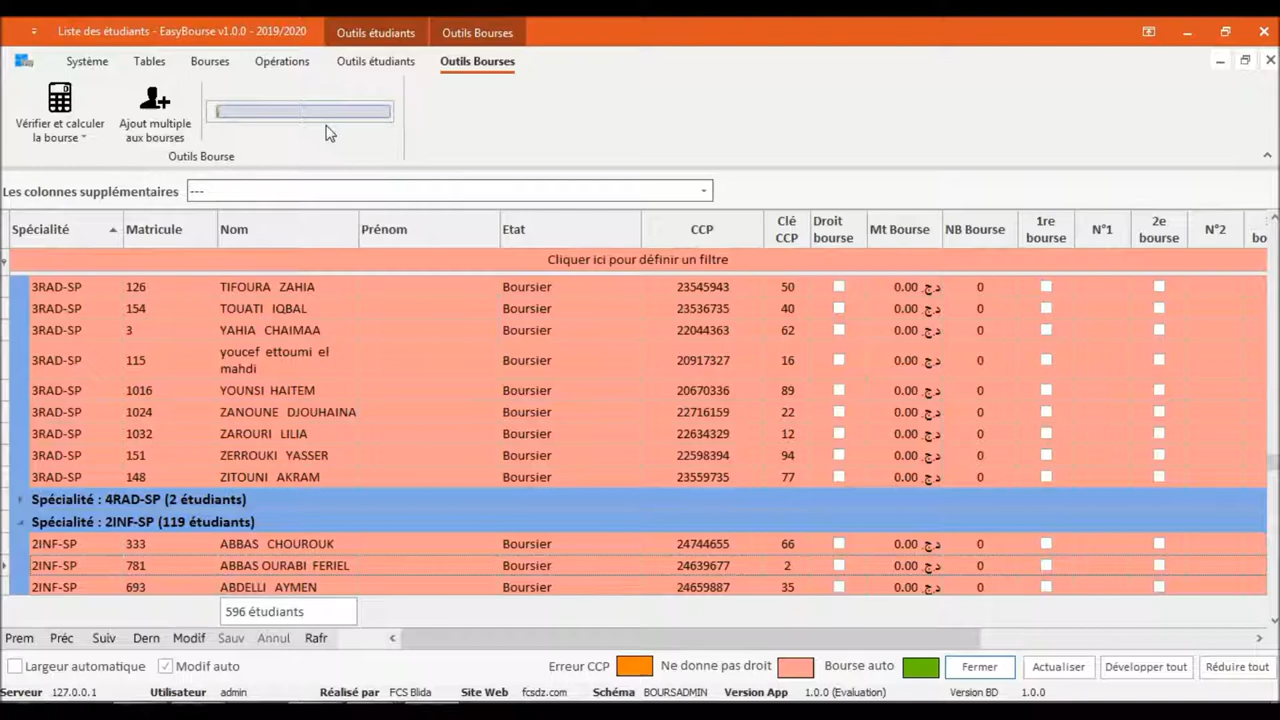 Liste des étudiants - EasyBourse v1.0.0 - 2019/2020 Outils étudiants Outils Bourses
Système Tables Bourses Opérations Outils étudiants Outils Bourses
Vérifier et calculer la bourse
Ajout multiple aux bourses
Outils Bourse
Les colonnes supplémentaires ---
Spécialité Matricule Nom Prénom Etat CCP Clé CCP Droit bourse Mt Bourse NB Bourse 1re bourse N°1 2e bourse N°2 bo
Cliquer ici pour définir un filtre
3RAD-SP 126 TIFOURA ZAHIA Boursier 23545943 50 0.00 د.ج. 0
3RAD-SP 154 TOUATI IQBAL Boursier 23536735 40 0.00 د.ج. 0
3RAD-SP 3 YAHIA CHAIMAA Boursier 22044363 62 0.00 د.ج. 0
3RAD-SP 115 youcef ettoumi el mahdi Boursier 20917327 16 0.00 د.ج. 0
3RAD-SP 1016 YOUNSI HAITEM Boursier 20670336 89 0.00 د.ج. 0
3RAD-SP 1024 ZANOUNE DJOUHAINA Boursier 22716159 22 0.00 د.ج. 0
3RAD-SP 1032 ZAROURI LILIA Boursier 22634329 12 0.00 د.ج. 0
3RAD-SP 151 ZERROUKI YASSER Boursier 22598394 94 0.00 د.ج. 0
3RAD-SP 148 ZITOUNI AKRAM Boursier 23559735 77 0.00 د.ج. 0
Spécialité : 4RAD-SP (2 étudiants)
Spécialité : 2INF-SP (119 étudiants)
2INF-SP 333 ABBAS CHOUROUK Boursier 24744655 66 0.00 د.ج. 0
2INF-SP 781 ABBAS OURABI FERIEL Boursier 24639677 2 0.00 د.ج. 0
2INF-SP 693 ABDELLI AYMEN Boursier 24659887 35 0.00 د.ج. 0
596 étudiants
Prem Préc Suiv Dern Modif Sauv Annul Rafr
Largeur automatique Modif auto Erreur CCP Ne donne pas droit Bourse auto Fermer Actualiser Développer tout Réduire tout
Serveur 127.0.0.1 Utilisateur admin Réalisé par FCS Blida Site Web fcsdz.com Schéma BOURSADMIN Version App 1.0.0 (Evaluation) Version BD 1.0.0